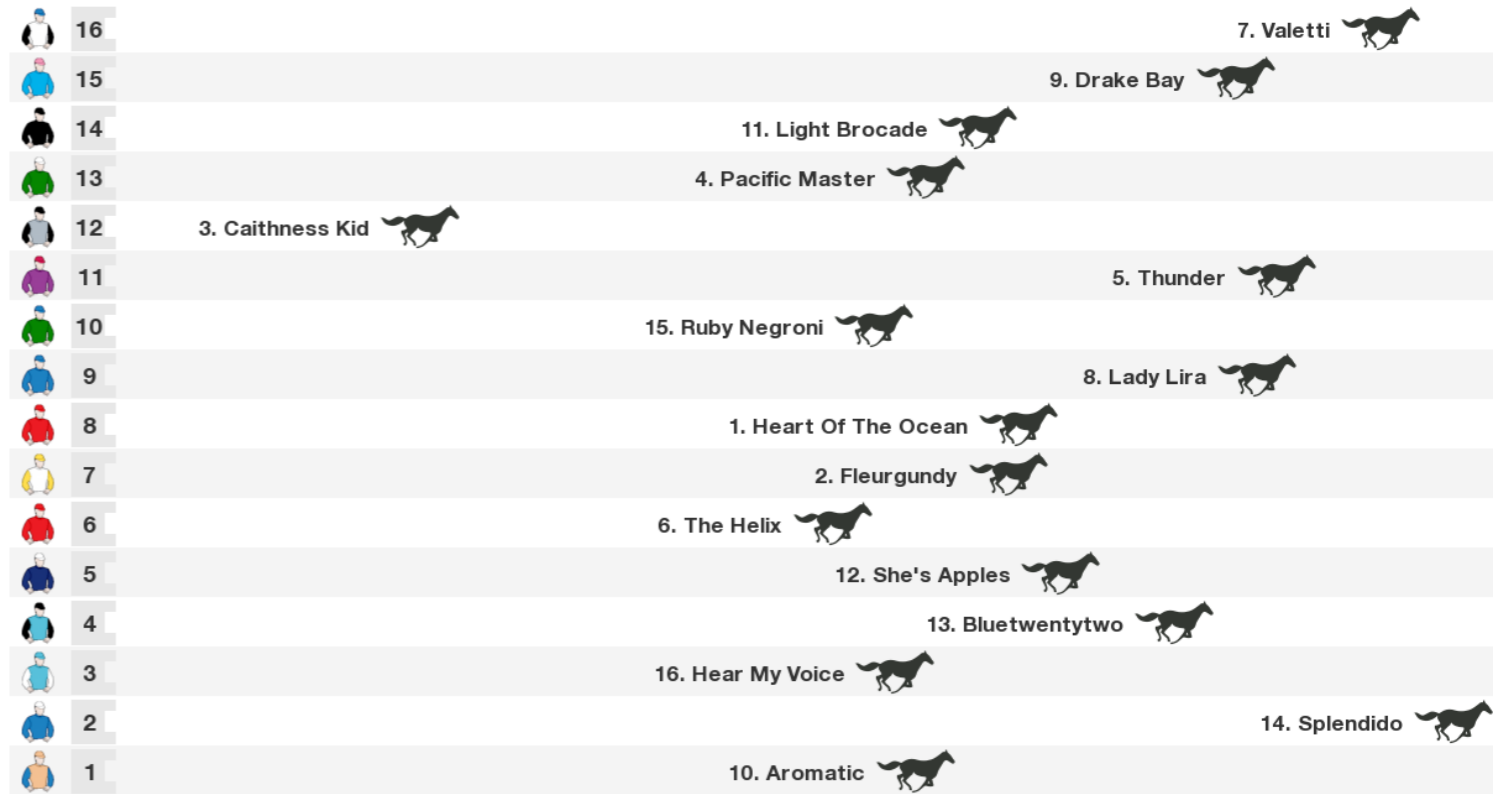 16 7. Valetti
15 9. Drake Bay
14 11. Light Brocade
13 4. Pacific Master
12 3. Caithness Kid
11 5. Thunder
10 15. Ruby Negroni
9 8. Lady Lira
8 1. Heart Of The Ocean
7 2. Fleurgundy
6 6. The Helix
5 12. She's Apples
4 13. Bluetwentytwo
3 16. Hear My Voice
2 14. Splendido
1 10. Aromatic